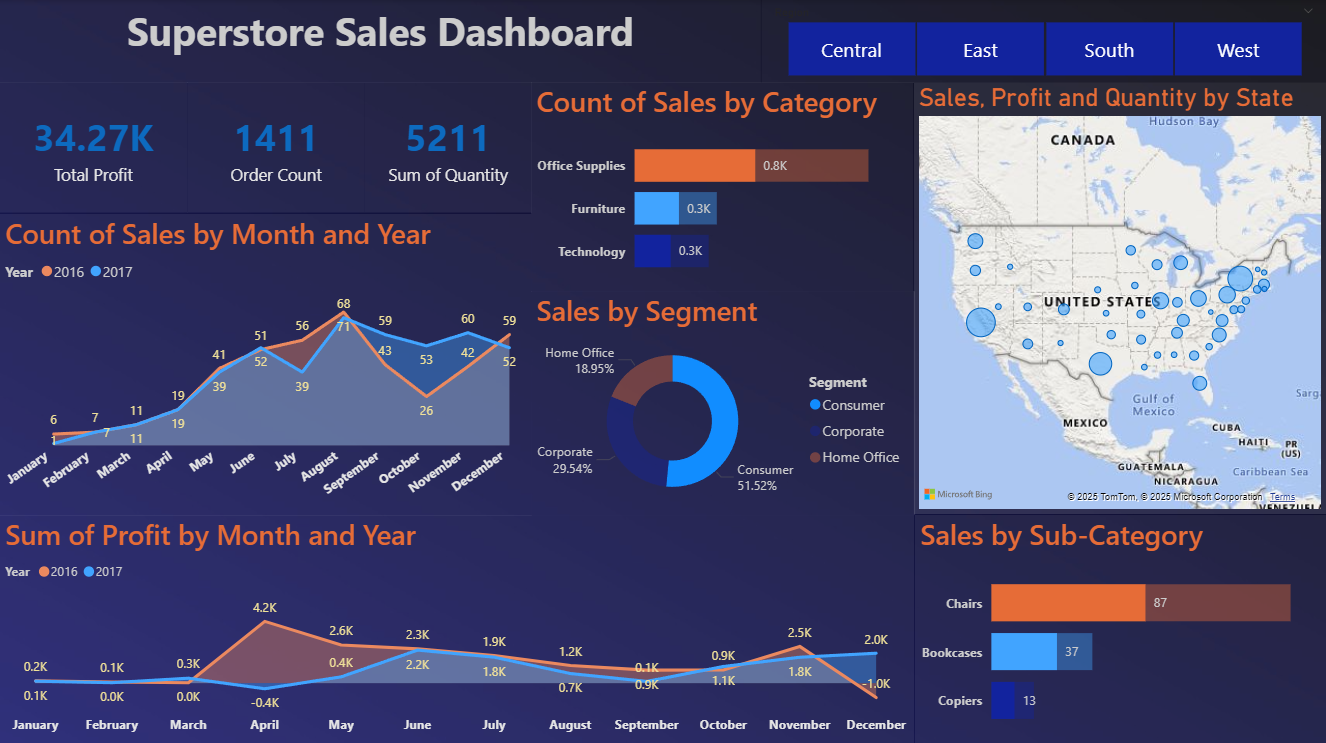 Superstore Sales Dashboard
Central
East
South
West
34.27K
Total Profit
1411
Order Count
5211
Sum of Quantity
Count of Sales by Category
Office Supplies
0.8K
Furniture
0.3K
Technology
0.3K
Sales, Profit and Quantity by State
Hudson Bay
CANADA
UNITED STATES
Gulf of
Mexico
MEXICO
CUBA
HAITI
PR
(US)
GUATEMALA
NICARAGUA
Caribbean Sea
Sarg
Microsoft Bing
© 2025 TomTom, © 2025 Microsoft Corporation Terms
VENEZUEL
Count of Sales by Month and Year
Year 2016 2017
6
1
7
7
11
11
19
19
41
39
51
52
56
39
68
71
59
43
53
26
60
42
59
52
January
February
March
April
May
June
July
August
September
October
November
December
Sales by Segment
Home Office
18.95%
Corporate
29.54%
Consumer
51.52%
Segment
Consumer
Corporate
Home Office
Sum of Profit by Month and Year
Year 2016 2017
0.2K
0.1K
0.1K
0.0K
0.3K
0.0K
4.2K
-0.4K
2.6K
0.4K
2.3K
2.2K
1.9K
1.8K
1.2K
0.7K
0.1K
0.9K
0.9K
1.1K
2.5K
1.8K
2.0K
-1.0K
January
February
March
April
May
June
July
August
September
October
November
December
Sales by Sub-Category
Chairs
87
Bookcases
37
Copiers
13